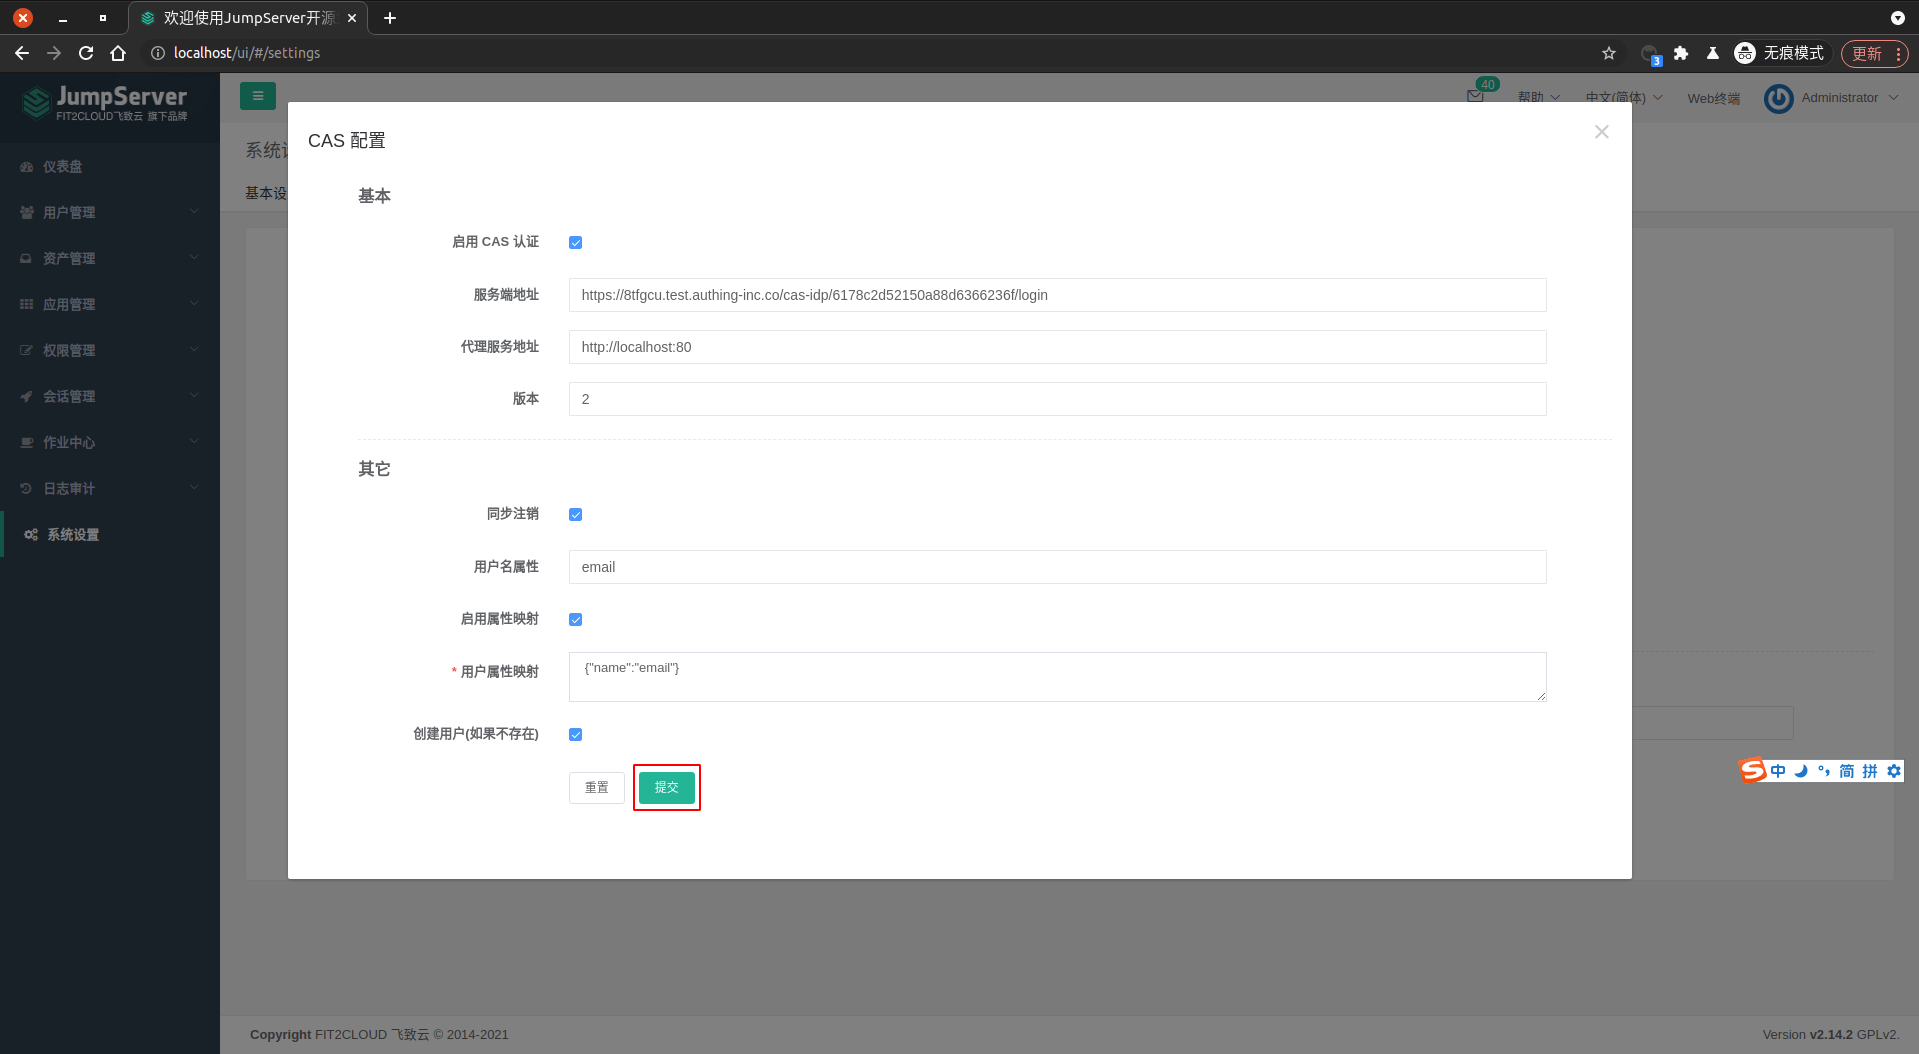 欢迎使用JumpServer开源
localhost/ui/#/settings
3
无痕模式
更新
JumpServer
FIT2CLOUD飞致云 旗下品牌
40
帮助
中文(简体)
Web终端
Administrator
仪表盘
用户管理
资产管理
应用管理
权限管理
会话管理
作业中心
日志审计
系统设置
系统
基本设
CAS 配置
基本
启用 CAS 认证
服务端地址
https://8tfgcu.test.authing-inc.co/cas-idp/6178c2d52150a88d6366236f/login
代理服务地址
http://localhost:80
版本
2
其它
同步注销
用户名属性
email
启用属性映射
* 用户属性映射
{"name":"email"}
创建用户(如果不存在)
重置
提交
S 中 简 拼
Copyright FIT2CLOUD 飞致云 © 2014-2021
Version v2.14.2 GPLv2.